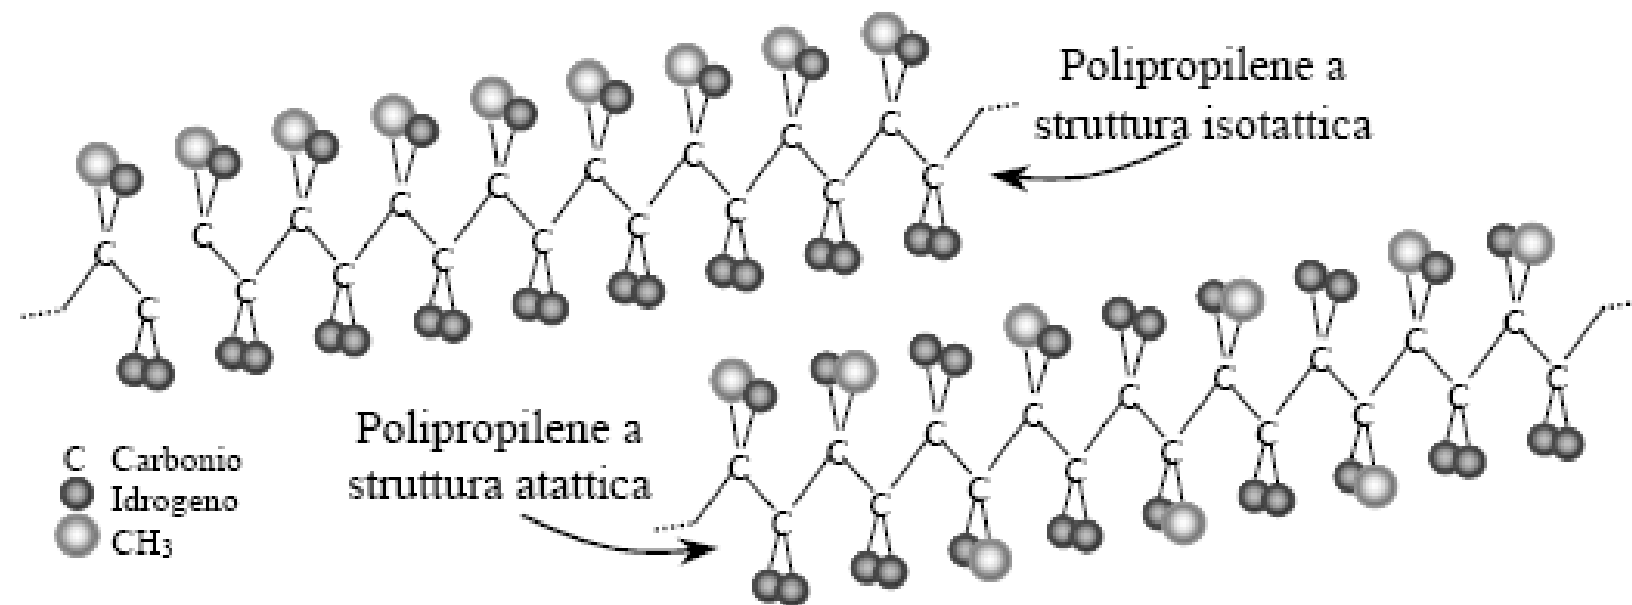 Polipropilene a
struttura isotattica
C C C C C C C C C
C C C C C C C C C
Polipropilene a
struttura atattica
C C C C C C C C C
C C C C C C C C C
C Carbonio
Idrogeno
CH3